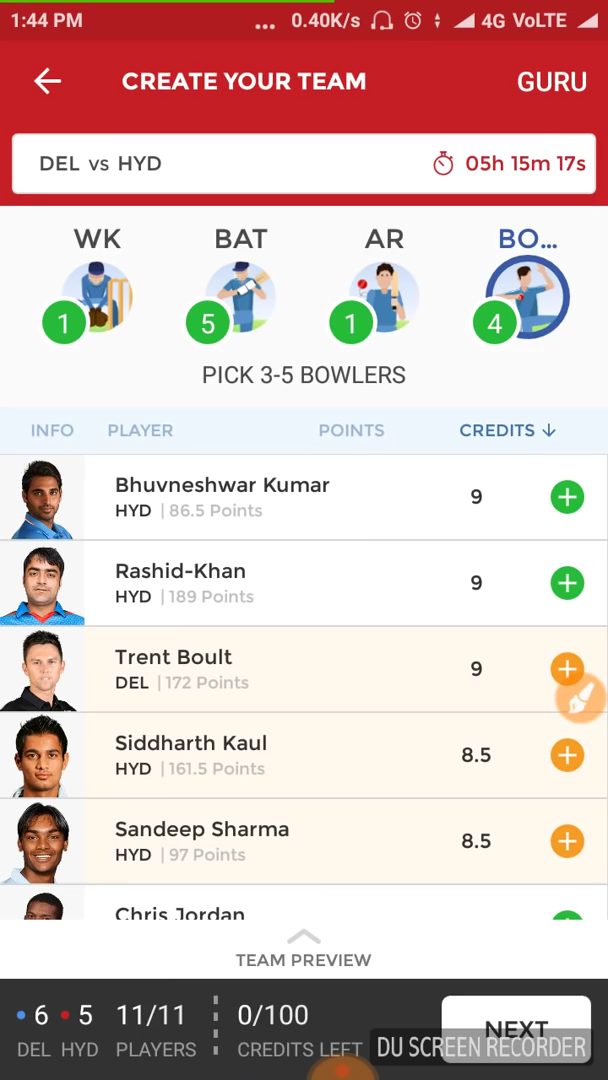 1:44 PM ... 0.40K/s 4G VoLTE
CREATE YOUR TEAM GURU
DEL vs HYD 05h 15m 17s
WK BAT AR BO...
1 5 1 4
PICK 3-5 BOWLERS
INFO PLAYER POINTS CREDITS ↓
Bhuvneshwar Kumar
HYD | 86.5 Points 9
Rashid-Khan
HYD | 189 Points 9
Trent Boult
DEL | 172 Points 9
Siddharth Kaul
HYD | 161.5 Points 8.5
Sandeep Sharma
HYD | 97 Points 8.5
Chris Jordan
TEAM PREVIEW
6 5 11/11 0/100 NEXT
DEL HYD PLAYERS CREDITS LEFT DU SCREEN RECORDER